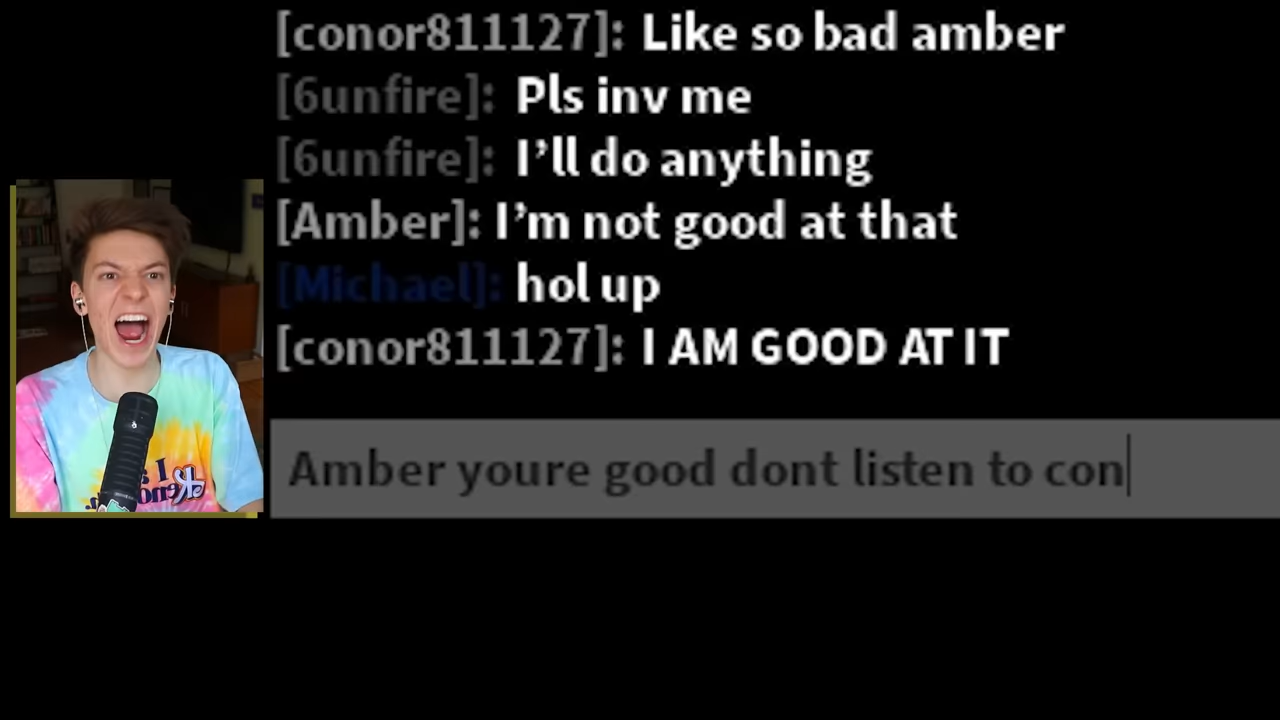 [conor811127]: Like so bad amber
[6unfire]: Pls inv me
[6unfire]: I’ll do anything
[Amber]: I’m not good at that
[Michael]: hol up
[conor811127]: I AM GOOD AT IT
Amber youre good dont listen to con